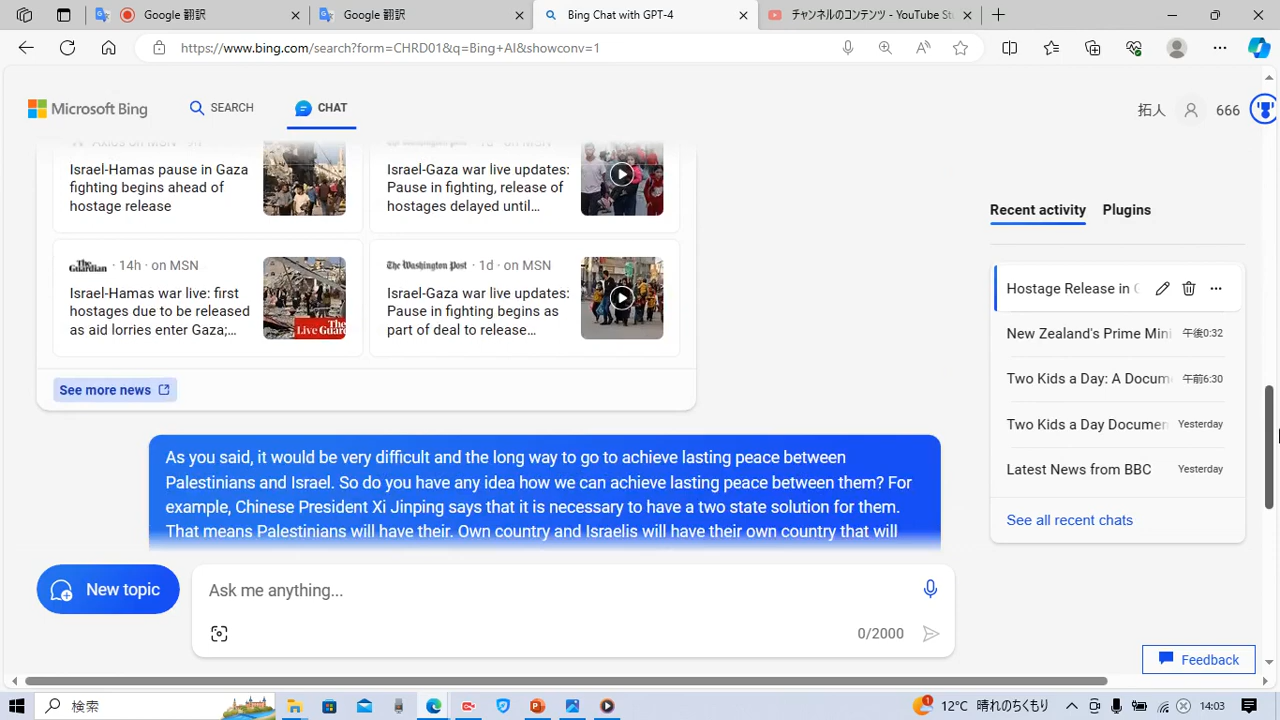 Google 翻訳
Google 翻訳
Bing Chat with GPT-4
チャンネルのコンテンツ - YouTube St
https://www.bing.com/search?form=CHRD01&q=Bing+AI&showconv=1
Microsoft Bing
SEARCH
CHAT
拓人
666
Axios on MSN · 9h
Israel-Hamas pause in Gaza
fighting begins ahead of
hostage release
Israel-Gaza war live updates:
Pause in fighting, release of
hostages delayed until...
The Guardian · 14h · on MSN
Israel-Hamas war live: first
hostages due to be released
as aid lorries enter Gaza;...
Live
The Washington Post · 1d · on MSN
Israel-Gaza war live updates:
Pause in fighting begins as
part of deal to release...
See more news
As you said, it would be very difficult and the long way to go to achieve lasting peace between
Palestinians and Israel. So do you have any idea how we can achieve lasting peace between them? For
example, Chinese President Xi Jinping says that it is necessary to have a two state solution for them.
That means Palestinians will have their. Own country and Israelis will have their own country that will
Recent activity
Plugins
Hostage Release in
New Zealand's Prime Mini 午後0:32
Two Kids a Day: A Docum 午前6:30
Two Kids a Day Documen Yesterday
Latest News from BBC Yesterday
See all recent chats
New topic
Ask me anything...
0/2000
Feedback
検索
12°C 晴れのちくもり
14:03